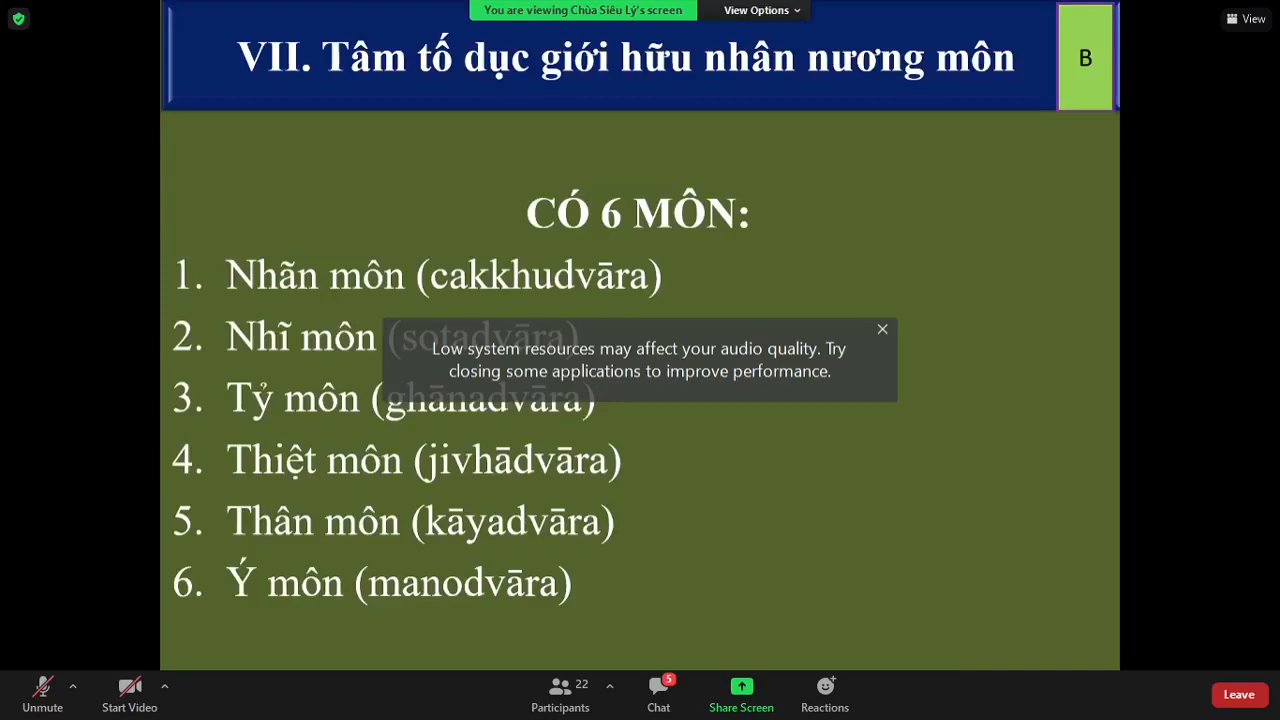 You are viewing Chùa Siêu Lý's screen
View Options
View
VII. Tâm tố dục giới hữu nhân nương môn
B
CÓ 6 MÔN:
1. Nhãn môn (cakkhudvāra)
2. Nhĩ môn (sotadvāra)
Low system resources may affect your audio quality. Try
closing some applications to improve performance.
3. Tỷ môn (ghānadvāra)
4. Thiệt môn (jivhādvāra)
5. Thân môn (kāyadvāra)
6. Ý môn (manodvāra)
Unmute
Start Video
22
Participants
5
Chat
Share Screen
Reactions
Leave